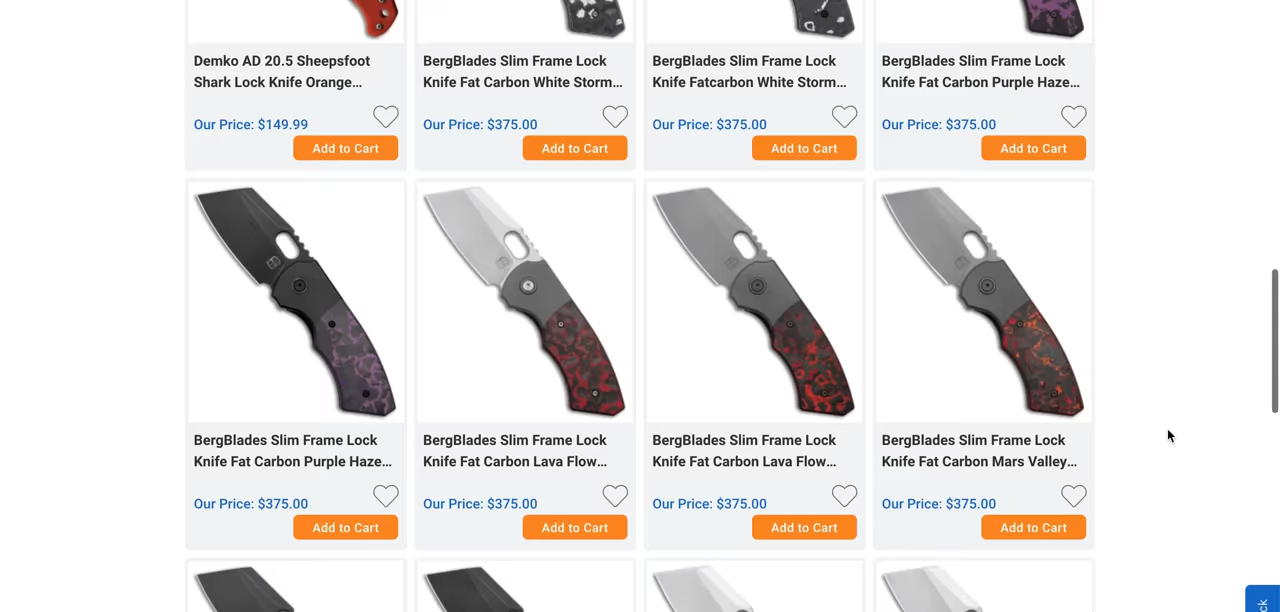 Demko AD 20.5 Sheepsfoot
Shark Lock Knife Orange...
Our Price: $149.99
Add to Cart
BergBlades Slim Frame Lock
Knife Fat Carbon White Storm...
Our Price: $375.00
Add to Cart
BergBlades Slim Frame Lock
Knife Fatcarbon White Storm...
Our Price: $375.00
Add to Cart
BergBlades Slim Frame Lock
Knife Fat Carbon Purple Haze...
Our Price: $375.00
Add to Cart
BergBlades Slim Frame Lock
Knife Fat Carbon Purple Haze...
Our Price: $375.00
Add to Cart
BergBlades Slim Frame Lock
Knife Fat Carbon Lava Flow...
Our Price: $375.00
Add to Cart
BergBlades Slim Frame Lock
Knife Fat Carbon Lava Flow...
Our Price: $375.00
Add to Cart
BergBlades Slim Frame Lock
Knife Fat Carbon Mars Valley...
Our Price: $375.00
Add to Cart